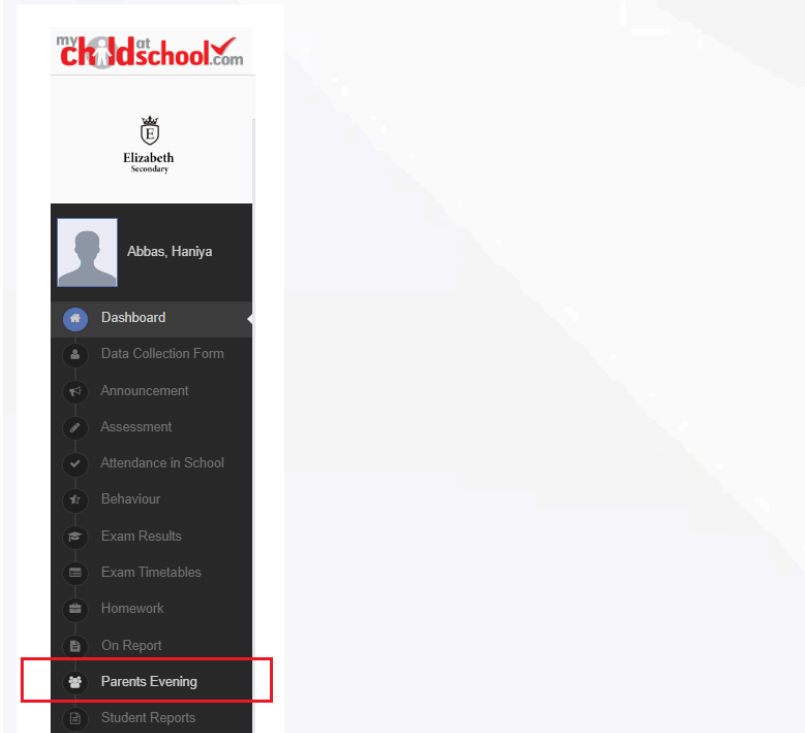 my child at school.com
E
Elizabeth
Secondary
Abbas, Haniya
Dashboard
Data Collection Form
Announcement
Assessment
Attendance in School
Behaviour
Exam Results
Exam Timetables
Homework
On Report
Parents Evening
Student Reports